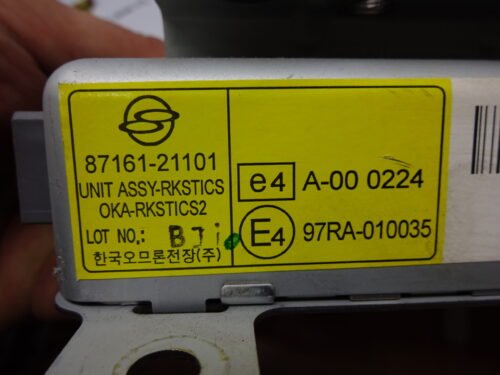 87161-21101
UNIT ASSY-RKSTICS
OKA-RKSTICS2
LOT NO.:
한국오므론전장(주)
e4 A-00 0224
E4 97RA-010035